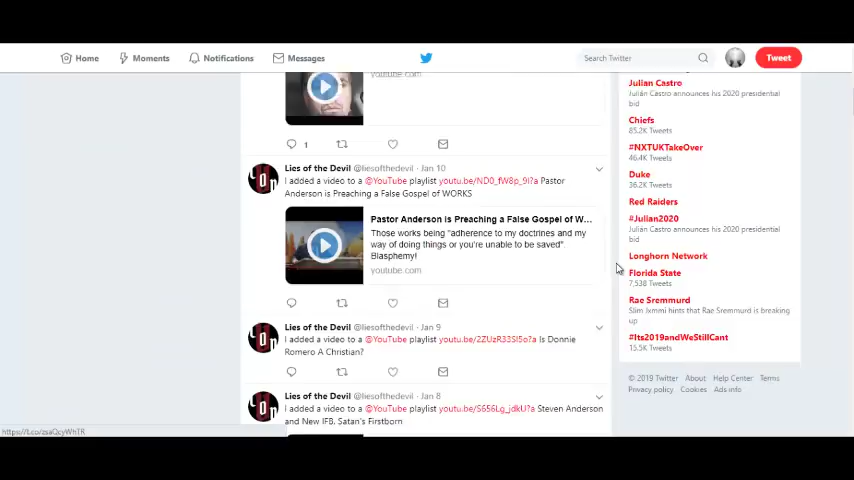 Home
Moments
Notifications
Messages
Search Twitter
Tweet
youtube.com
1
Lies of the Devil @liesofthedevil · Jan 10
I added a video to a @YouTube playlist youtu.be/ND0_fW8p_9I?a Pastor
Anderson is Preaching a False Gospel of WORKS
Pastor Anderson is Preaching a False Gospel of W...
Those works being "adherence to my doctrines and my
way of doing things or you're unable to be saved".
Blasphemy!
youtube.com
Lies of the Devil @liesofthedevil · Jan 9
I added a video to a @YouTube playlist youtu.be/2ZUzR33SI5o?a Is Donnie
Romero A Christian?
Lies of the Devil @liesofthedevil · Jan 8
I added a video to a @YouTube playlist youtu.be/S656Lg_jdkU?a Steven Anderson
and New IFB, Satan's Firstborn
Julian Castro
Julián Castro announces his 2020 presidential
bid
Chiefs
85.2K Tweets
#NXTUKTakeOver
46.4K Tweets
Duke
36.2K Tweets
Red Raiders
#Julian2020
Julián Castro announces his 2020 presidential
bid
Longhorn Network
Florida State
7,538 Tweets
Rae Sremmurd
Slim Jxmmi hints that Rae Sremmurd is breaking
up
#Its2019andWeStillCant
15.5K Tweets
© 2019 Twitter About Help Center Terms
Privacy policy Cookies Ads info
https://t.co/zsaQcyWhTR